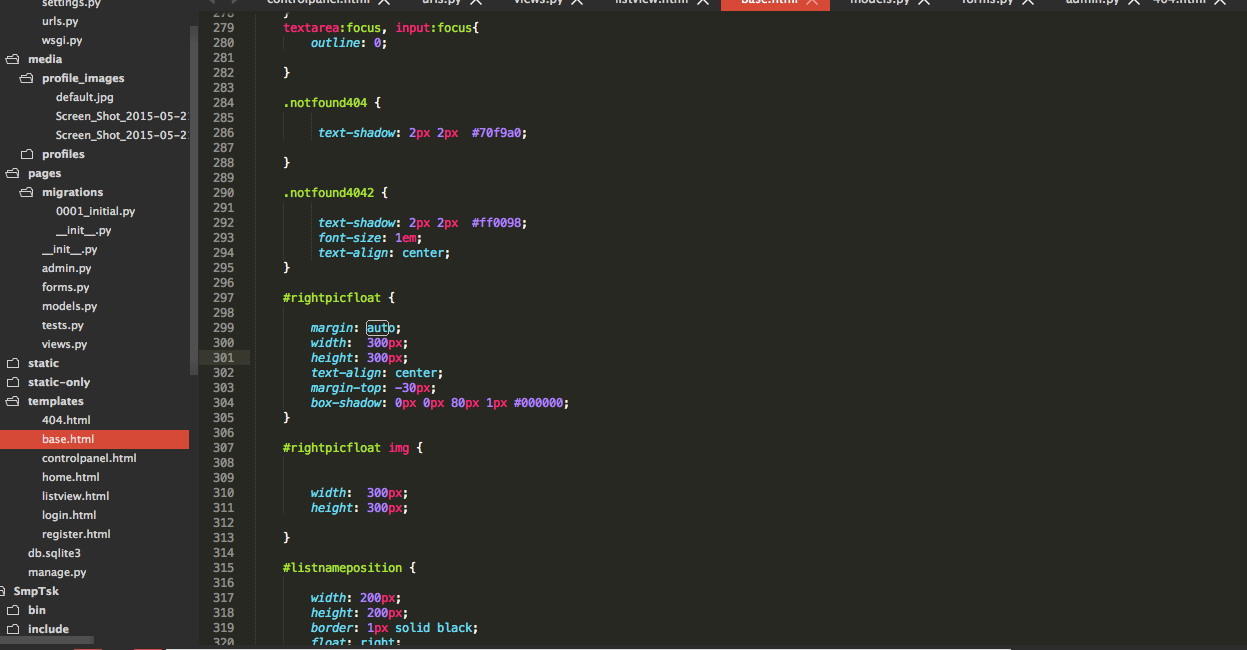 controlpanel.html
urls.py
views.py
listview.html
base.html
models.py
forms.py
admin.py
404.html
settings.py
urls.py
wsgi.py
media
profile_images
default.jpg
Screen_Shot_2015-05-21
Screen_Shot_2015-05-21
profiles
pages
migrations
0001_initial.py
__init__.py
__init__.py
admin.py
forms.py
models.py
tests.py
views.py
static
static-only
templates
404.html
base.html
controlpanel.html
home.html
listview.html
login.html
register.html
db.sqlite3
manage.py
SmpTsk
bin
include
278 }
279 textarea:focus, input:focus{
280 outline: 0;
281
282 }
283
284 .notfound404 {
285
286 text-shadow: 2px 2px  #70f9a0;
287
288 }
289
290 .notfound4042 {
291
292 text-shadow: 2px 2px  #ff0098;
293 font-size: 1em;
294 text-align: center;
295 }
296
297 #rightpicfloat {
298
299 margin: auto;
300 width:  300px;
301 height: 300px;
302 text-align: center;
303 margin-top: -30px;
304 box-shadow: 0px 0px 80px 1px #000000;
305 }
306
307 #rightpicfloat img {
308
309
310 width:  300px;
311 height: 300px;
312
313 }
314
315 #listnameposition {
316
317 width: 200px;
318 height: 200px;
319 border: 1px solid black;
320 float: right;